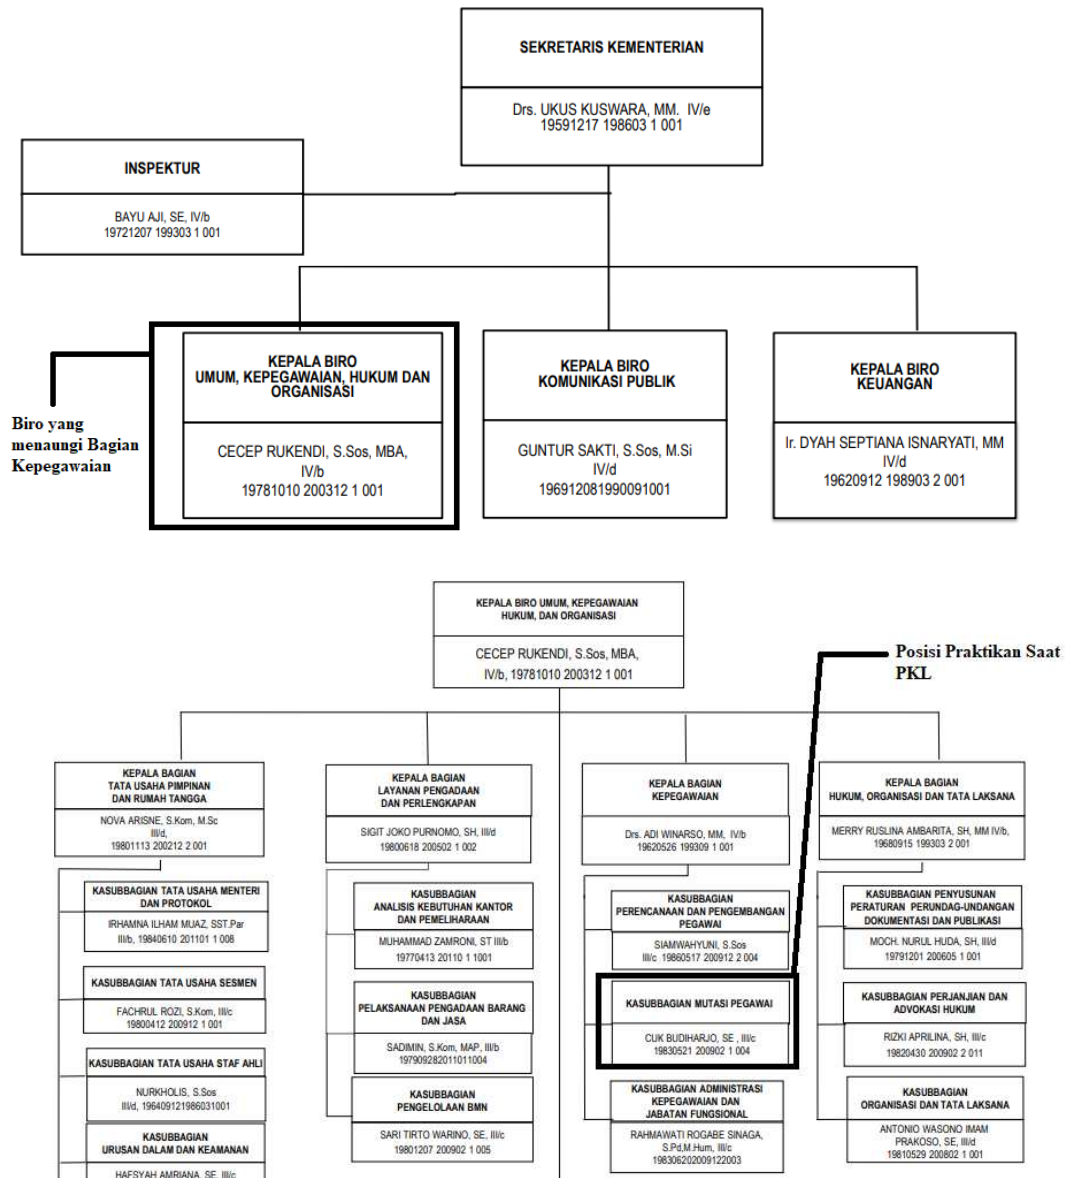 SEKRETARIS KEMENTERIAN
Drs. UKUS KUSWARA, MM. IV/e
19591217 198603 1 001
INSPEKTUR
BAYU AJI, SE, IV/b
19721207 199303 1 001
KEPALA BIRO
UMUM, KEPEGAWAIAN, HUKUM DAN
ORGANISASI
CECEP RUKENDI, S.Sos, MBA,
IV/b
19781010 200312 1 001
KEPALA BIRO
KOMUNIKASI PUBLIK
GUNTUR SAKTI, S.Sos, M.Si
IV/d
196912081990091001
KEPALA BIRO
KEUANGAN
Ir. DYAH SEPTIANA ISNARYATI, MM
IV/d
19620912 198903 2 001
Biro yang
menaungi Bagian
Kepegawaian
KEPALA BIRO UMUM, KEPEGAWAIAN
HUKUM, DAN ORGANISASI
CECEP RUKENDI, S.Sos, MBA,
IV/b, 19781010 200312 1 001
Posisi Praktikan Saat
PKL
KEPALA BAGIAN
TATA USAHA PIMPINAN
DAN RUMAH TANGGA
NOVA ARISNE, S.Kom, M.Sc
III/d,
19801113 200212 2 001
KASUBBAGIAN TATA USAHA MENTERI
DAN PROTOKOL
IRHAMNA ILHAM MUAZ, SST.Par
III/b, 19840610 201101 1 008
KASUBBAGIAN TATA USAHA SESMEN
FACHRUL ROZI, S.Kom, III/c
19800412 200912 1 001
KASUBBAGIAN TATA USAHA STAF AHLI
NURKHOLIS, S.Sos
III/d, 196409121986031001
KASUBBAGIAN
URUSAN DALAM DAN KEAMANAN
HAFSYAH AMRIANA, SE, III/c
KEPALA BAGIAN
LAYANAN PENGADAAN
DAN PERLENGKAPAN
SIGIT JOKO PURNOMO, SH, III/d
19800618 200502 1 002
KASUBBAGIAN
ANALISIS KEBUTUHAN KANTOR
DAN PEMELIHARAAN
MUHAMMAD ZAMRONI, ST III/b
19770413 20110 1 1001
KASUBBAGIAN
PELAKSANAAN PENGADAAN BARANG
DAN JASA
SADIMIN, S.Kom, MAP, III/b
197909282011011004
KASUBBAGIAN
PENGELOLAAN BMN
SARI TIRTO WARINO, SE, III/c
19801207 200902 1 005
KEPALA BAGIAN
KEPEGAWAIAN
Drs. ADI WINARSO, MM, IV/b
19620526 199309 1 001
KASUBBAGIAN
PERENCANAAN DAN PENGEMBANGAN
PEGAWAI
SIAMWAHYUNI, S.Sos
III/c 19860517 200912 2 004
KASUBBAGIAN MUTASI PEGAWAI
CUK BUDIHARJO, SE , III/c
19830521 200902 1 004
KASUBBAGIAN ADMINISTRASI
KEPEGAWAIAN DAN
JABATAN FUNGSIONAL
RAHMAWATI ROGABE SINAGA,
S.Pd,M.Hum, III/c
198306202009122003
KEPALA BAGIAN
HUKUM, ORGANISASI DAN TATA LAKSANA
MERRY RUSLINA AMBARITA, SH, MM IV/b,
19680915 199303 2 001
KASUBBAGIAN PENYUSUNAN
PERATURAN PERUNDAG-UNDANGAN
DOKUMENTASI DAN PUBLIKASI
MOCH. NURUL HUDA, SH, III/d
19791201 200605 1 001
KASUBBAGIAN PERJANJIAN DAN
ADVOKASI HUKUM
RIZKI APRILINA, SH, III/c
19820430 200902 2 011
KASUBBAGIAN
ORGANISASI DAN TATA LAKSANA
ANTONIO WASONO IMAM
PRAKOSO, SE, III/d
19810529 200802 1 001